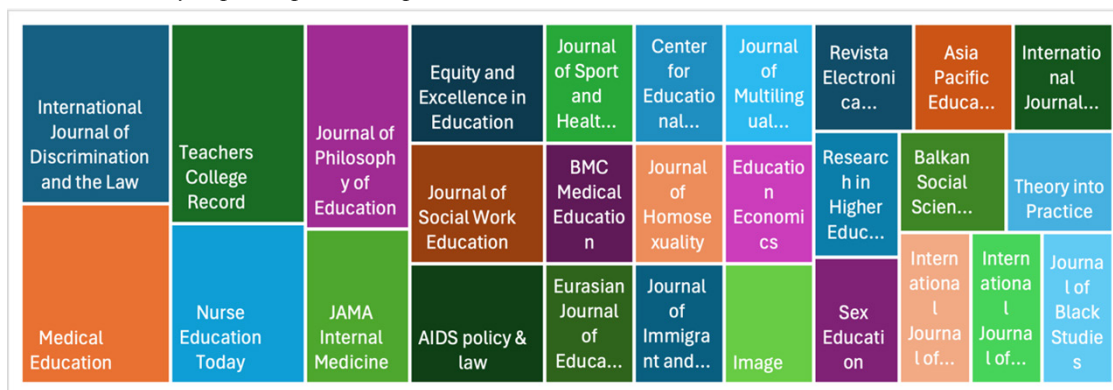 International
Journal of
Discrimination
and the Law
Medical
Education
Teachers
College
Record
Nurse
Education
Today
Journal of
Philosoph
y of
Education
JAMA
Internal
Medicine
Equity and
Excellence in
Education
Journal of
Social Work
Education
AIDS policy &
law
Journal
of Sport
and
Healt...
BMC
Medical
Educatio
n
Eurasian
Journal
of
Educa...
Center
for
Educatio
nal...
Journal
of
Homose
xuality
Journal
of
Immigra
nt and...
Journal
of
Multiling
ual...
Educatio
n
Economi
cs
Image
Revista
Electroni
ca...
Researc
h in
Higher
Educ...
Sex
Educati
on
Asia
Pacific
Educa...
Internatio
nal
Journal...
Balkan
Social
Scien...
Theory into
Practice
Intern
ationa
l
Journa
l of...
Intern
ationa
l
Journa
l of...
Journa
l of
Black
Studie
s